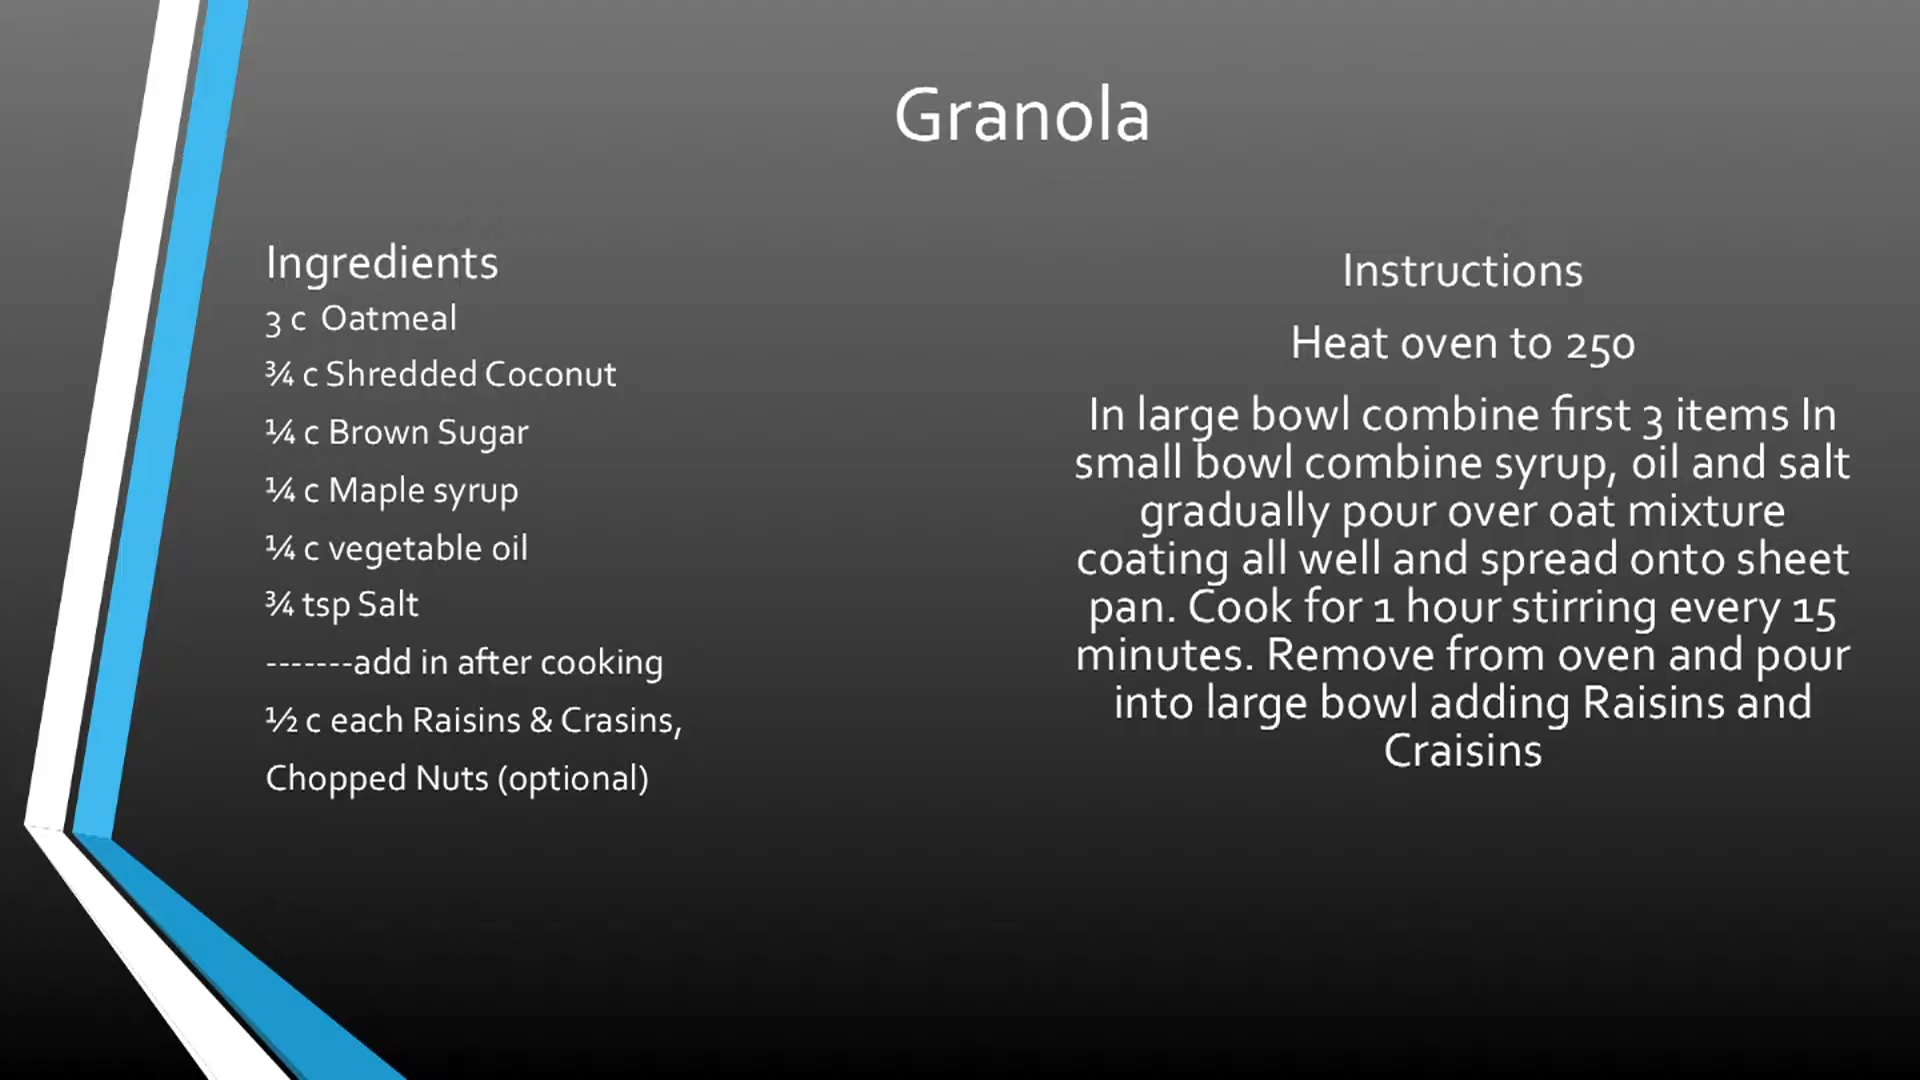 Granola
Ingredients
3 c  Oatmeal
¾ c Shredded Coconut
¼ c Brown Sugar
¼ c Maple syrup
¼ c vegetable oil
¾ tsp Salt
-------add in after cooking
½ c each Raisins & Crasins,
Chopped Nuts (optional)
Instructions
Heat oven to 250
In large bowl combine first 3 items In
small bowl combine syrup, oil and salt
gradually pour over oat mixture
coating all well and spread onto sheet
pan. Cook for 1 hour stirring every 15
minutes. Remove from oven and pour
into large bowl adding Raisins and
Craisins